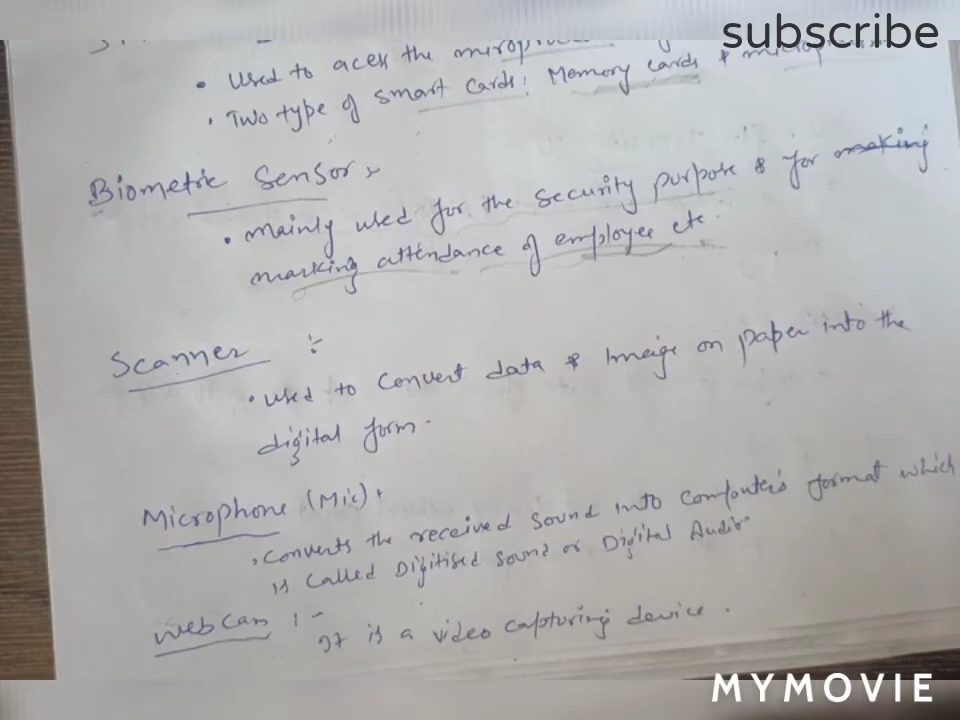 subscribe
• Used to acess the
• Two type of smart cards: Memory cards &
Biometric Sensor:-
• mainly used for the security purpose & for making
marking attendance of employee etc.
Scanner :-
• used to convert data & Image on paper into the
digital form.
Microphone (Mic):
• converts the received sound into computer's format which
is called Digitised sound or Digital Audio
Web Cam :-
It is a video capturing device.
MYMOVIE